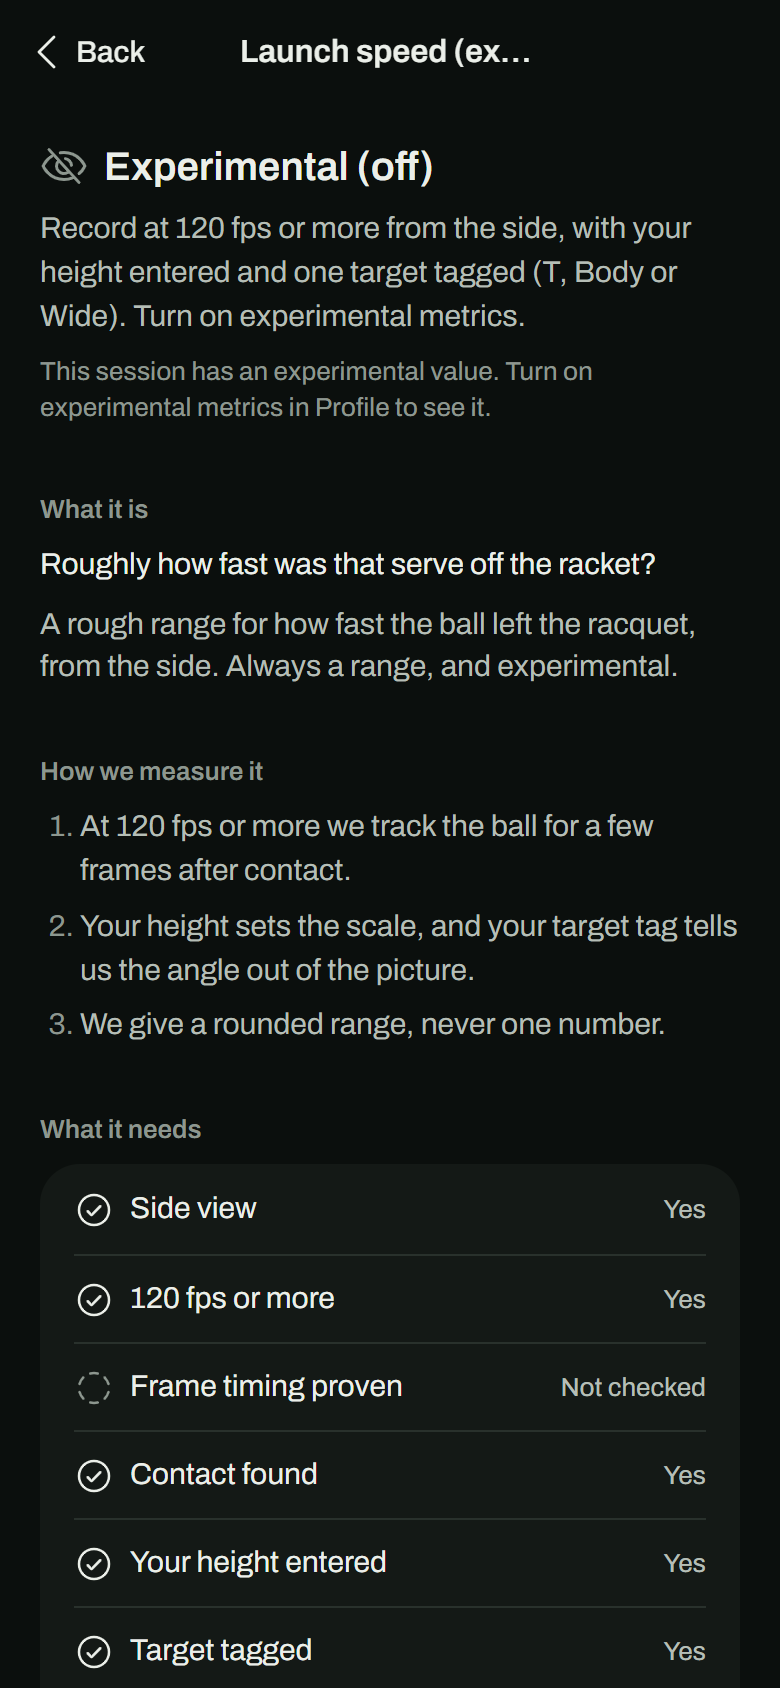 Back
Launch speed (ex...
Experimental (off)
Record at 120 fps or more from the side, with your
height entered and one target tagged (T, Body or
Wide). Turn on experimental metrics.
This session has an experimental value. Turn on
experimental metrics in Profile to see it.
What it is
Roughly how fast was that serve off the racket?
A rough range for how fast the ball left the racquet,
from the side. Always a range, and experimental.
How we measure it
1. At 120 fps or more we track the ball for a few
frames after contact.
2. Your height sets the scale, and your target tag tells
us the angle out of the picture.
3. We give a rounded range, never one number.
What it needs
Side view Yes
120 fps or more Yes
Frame timing proven Not checked
Contact found Yes
Your height entered Yes
Target tagged Yes